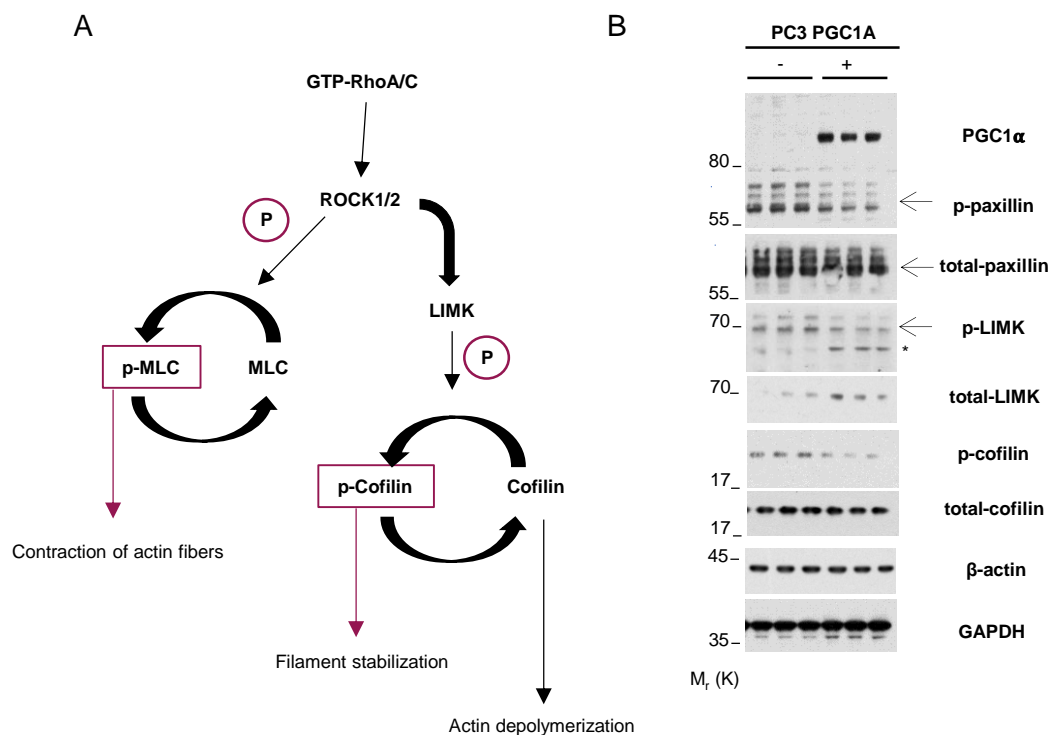 A
GTP-RhoA/C
ROCK1/2
P
LIMK
P
p-MLC
MLC
p-Cofilin
Cofilin
Contraction of actin fibers
Filament stabilization
Actin depolymerization
B
PC3 PGC1A
- +
PGC1α
80
p-paxillin
55
total-paxillin
55
70
p-LIMK
*
70
total-LIMK
p-cofilin
17
total-cofilin
17
45
β-actin
GAPDH
35
Mr (K)